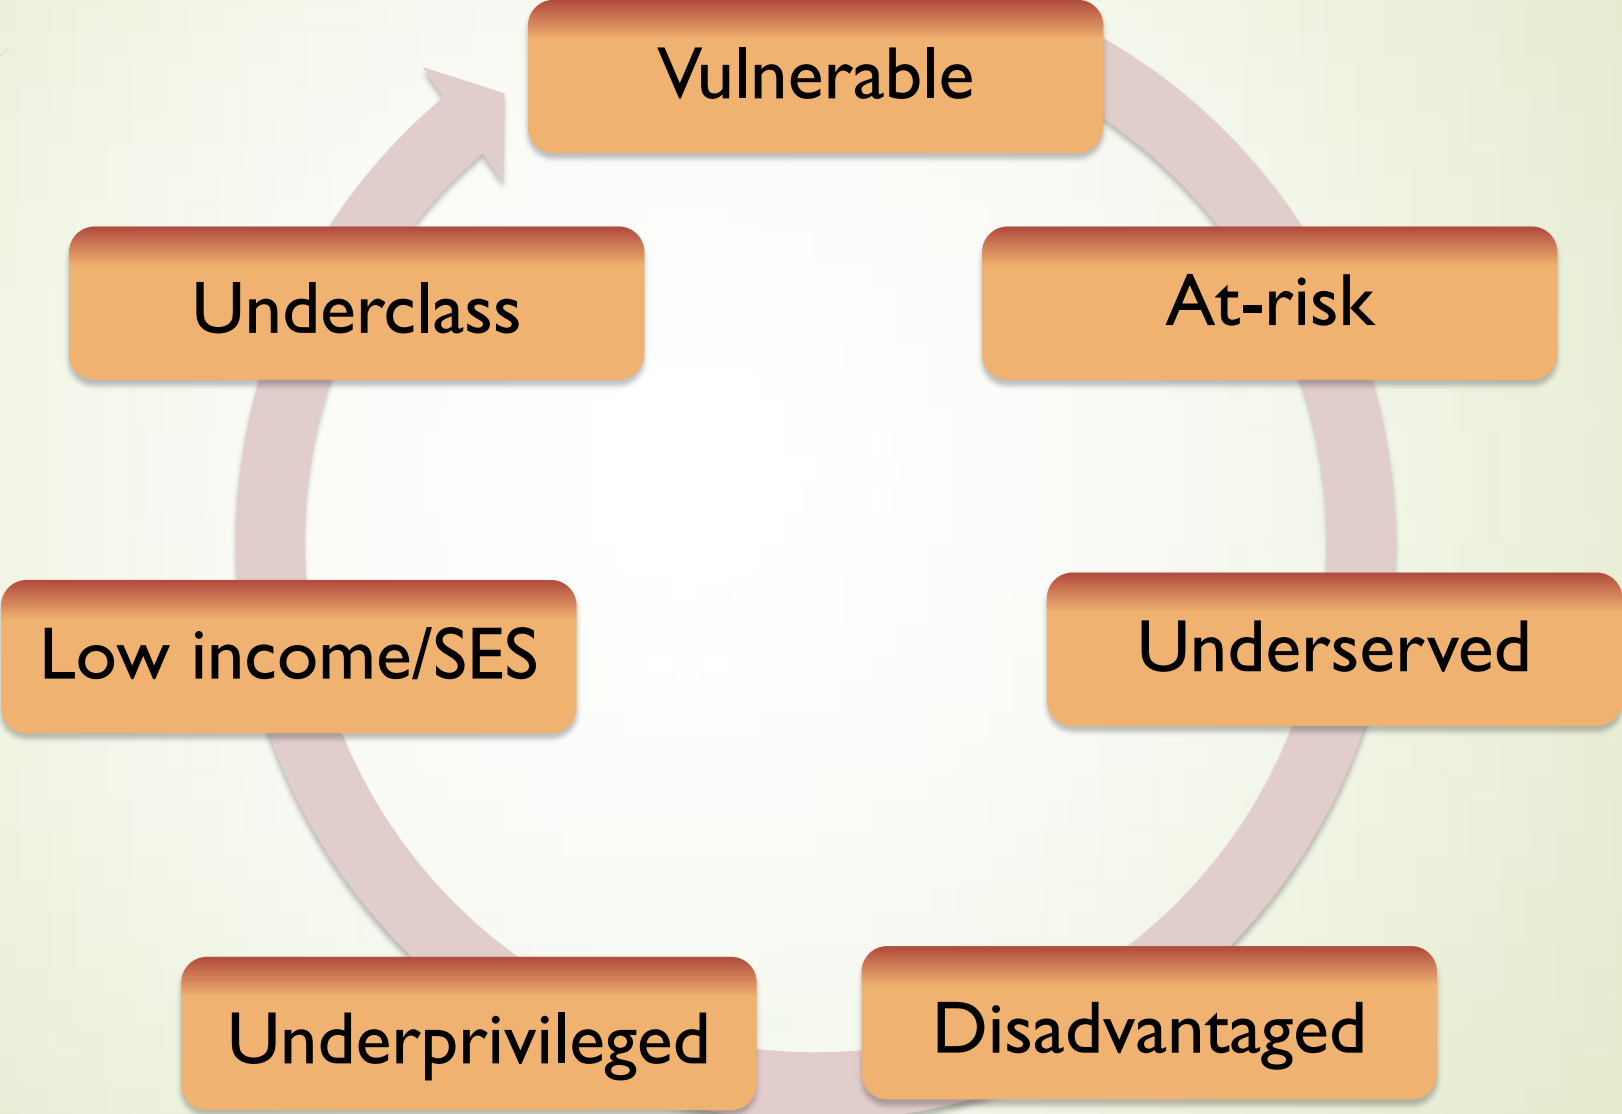 Vulnerable
At-risk
Underserved
Disadvantaged
Underprivileged
Low income/SES
Underclass